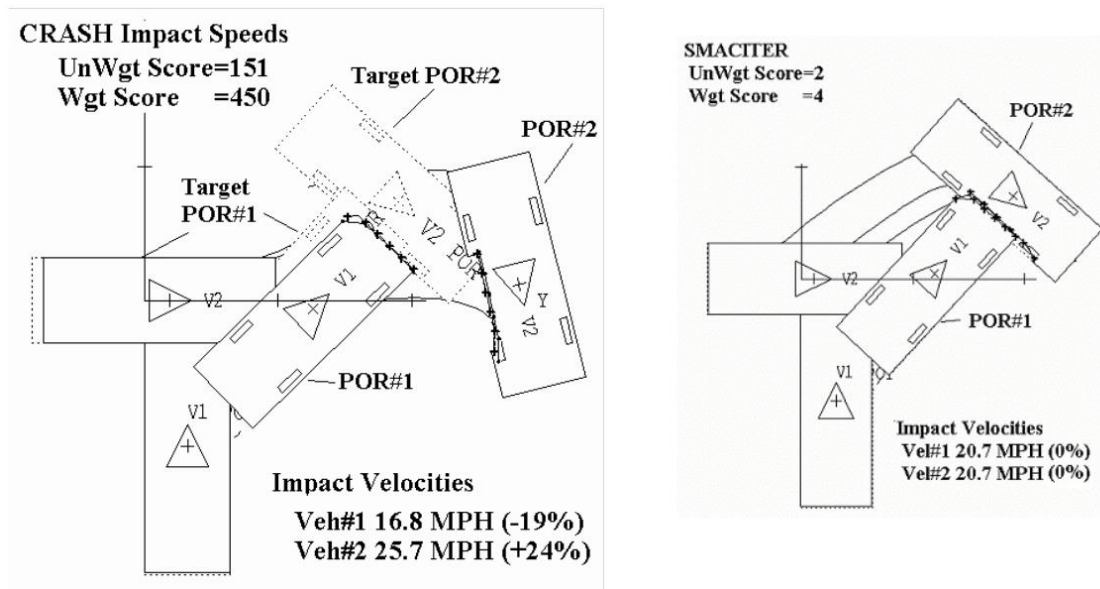 CRASH Impact Speeds
UnWgt Score=151
Wgt Score =450
Target POR#2
POR#2
Target
POR#1
V2
V1
V2
POR
Y
V2
POR#1
V1
Impact Velocities
Veh#1 16.8 MPH (-19%)
Veh#2 25.7 MPH (+24%)
SMACITER
UnWgt Score=2
Wgt Score =4
POR#2
V2
V1
V2
POR#1
V1
Impact Velocities
Vel#1 20.7 MPH (0%)
Vel#2 20.7 MPH (0%)